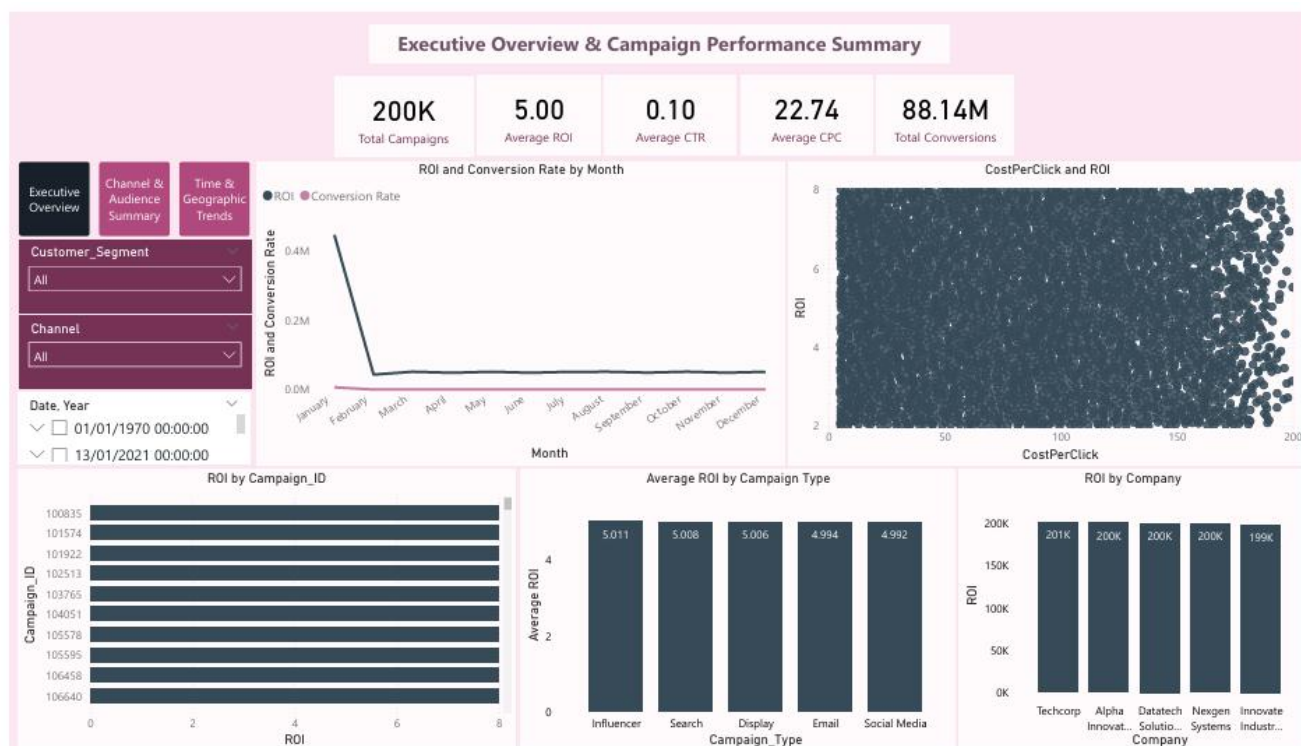 Executive Overview & Campaign Performance Summary
200K
Total Campaigns
5.00
Average ROI
0.10
Average CTR
22.74
Average CPC
88.14M
Total Convversions
Executive
Overview
Channel &
Audience
Summary
Time &
Geographic
Trends
Customer_Segment
All
Channel
All
Date, Year
01/01/1970 00:00:00
13/01/2021 00:00:00
ROI and Conversion Rate by Month
ROI
Conversion Rate
ROI and Conversion Rate
0.4M
0.2M
0.0M
January
February
March
April
May
June
July
August
September
October
November
December
Month
CostPerClick and ROI
ROI
8
6
4
2
0
50
100
150
200
CostPerClick
ROI by Campaign_ID
Campaign_ID
100835
101574
101922
102513
103765
104051
105578
105595
106458
106640
0
2
4
6
8
ROI
Average ROI by Campaign Type
Average ROI
4
2
0
5.011
5.008
5.006
4.994
4.992
Influencer
Search
Display
Email
Social Media
Campaign_Type
ROI by Company
ROI
200K
150K
100K
50K
0K
201K
200K
200K
200K
199K
Techcorp
Alpha
Innovat...
Datatech
Solutio...
Nexgen
Systems
Innovate
Industr...
Company